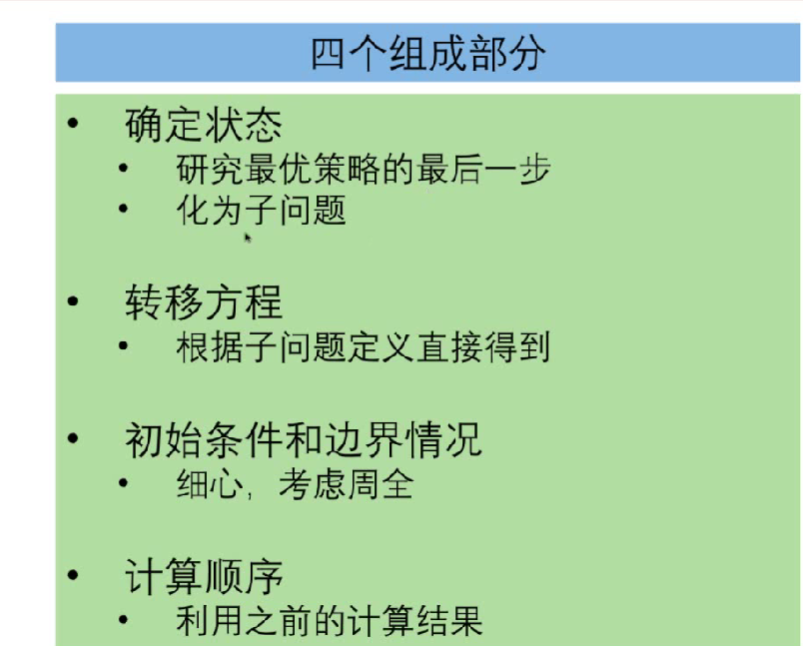 四个组成部分
• 确定状态
• 研究最优策略的最后一步
• 化为子问题
• 转移方程
• 根据子问题定义直接得到
• 初始条件和边界情况
• 细心，考虑周全
• 计算顺序
• 利用之前的计算结果